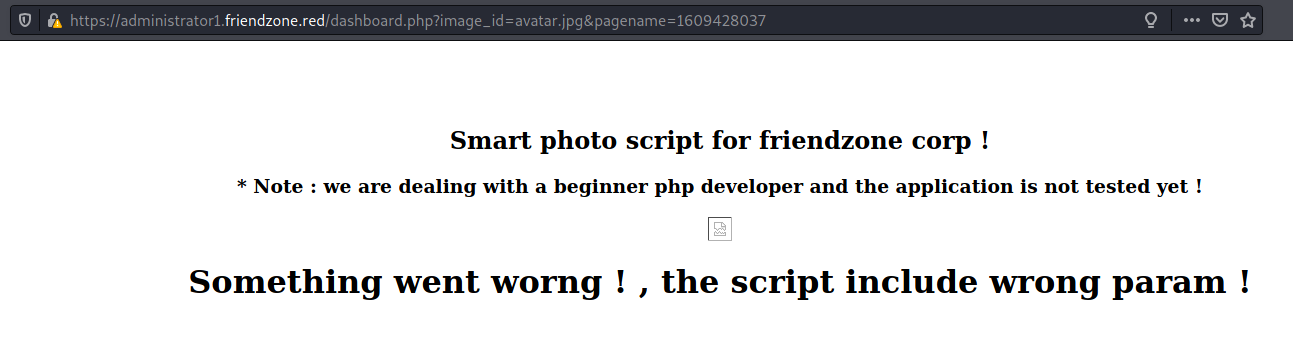 https://administrator1.friendzone.red/dashboard.php?image_id=avatar.jpg&pagename=1609428037
Smart photo script for friendzone corp !
* Note : we are dealing with a beginner php developer and the application is not tested yet !
Something went worng ! , the script include wrong param !